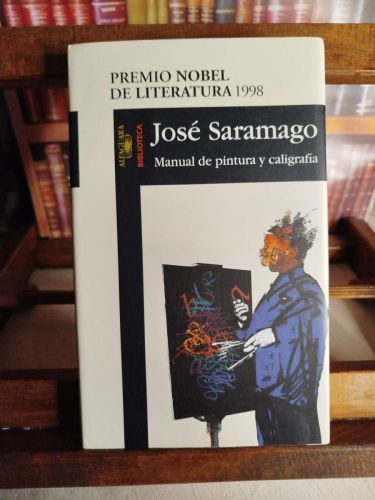 PREMIO NOBEL
DE LITERATURA 1998
ALFAGUARA
BIBLIOTECA
José Saramago
Manual de pintura y caligrafía